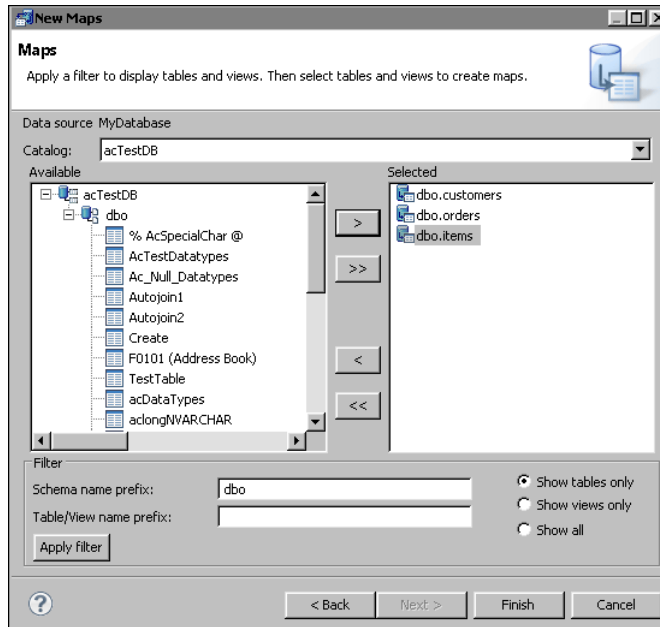 New Maps
Maps
Apply a filter to display tables and views. Then select tables and views to create maps.
Data source MyDatabase
Catalog: acTestDB
Available
acTestDB
dbo
% AcSpecialChar @
AcTestDatatypes
Ac_Null_Datatypes
Autojoin1
Autojoin2
Create
F0101 (Address Book)
TestTable
acDataTypes
aclongNVARCHAR
>
>>
<
<<
Selected
dbo.customers
dbo.orders
dbo.items
Filter
Schema name prefix: dbo
Table/View name prefix:
Apply filter
Show tables only
Show views only
Show all
?
< Back
Next >
Finish
Cancel